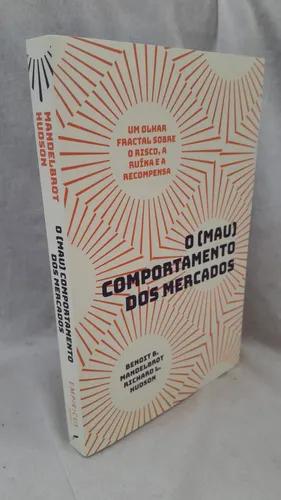 UM OLHAR
FRACTAL SOBRE
O RISCO, A
RUÍNA E A
RECOMPENSA
O (MAU)
COMPORTAMENTO
DOS MERCADOS
BENOIT B.
MANDELBROT
RICHARD L.
HUDSON
MANDELBROT
HUDSON
O (MAU) COMPORTAMENTO
DOS MERCADOS
EMPIRICUS